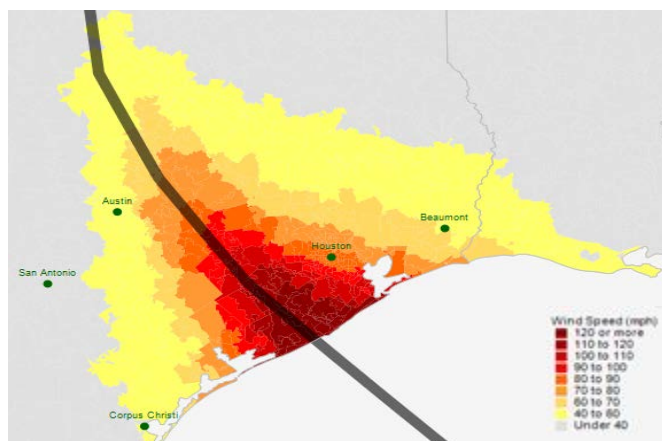 Austin
Beaumont
Houston
San Antonio
Corpus Christi
Wind Speed (mph)
120 or more
110 to 120
100 to 110
90 to 100
80 to 90
70 to 80
60 to 70
40 to 60
Under 40